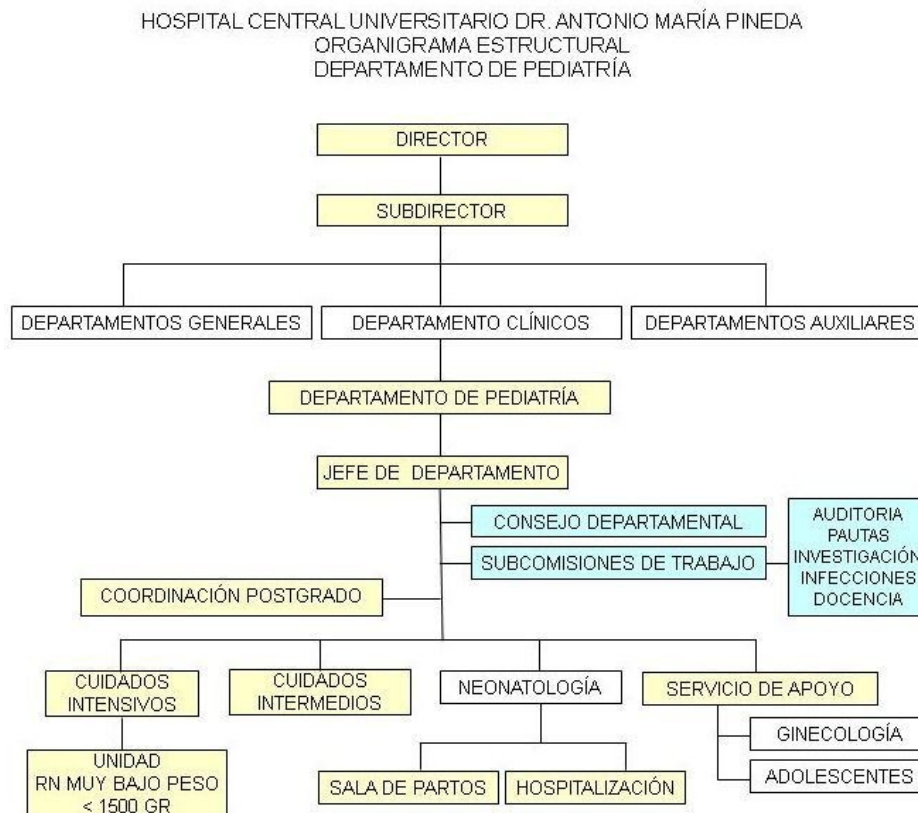 HOSPITAL CENTRAL UNIVERSITARIO DR. ANTONIO MARÍA PINEDA
ORGANIGRAMA ESTRUCTURAL
DEPARTAMENTO DE PEDIATRÍA
DIRECTOR
SUBDIRECTOR
DEPARTAMENTOS GENERALES
DEPARTAMENTO CLÍNICOS
DEPARTAMENTOS AUXILIARES
DEPARTAMENTO DE PEDIATRÍA
JEFE DE DEPARTAMENTO
CONSEJO DEPARTAMENTAL
SUBCOMISIONES DE TRABAJO
AUDITORIA
PAUTAS
INVESTIGACIÓN
INFECCIONES
DOCENCIA
COORDINACIÓN POSTGRADO
CUIDADOS
INTENSIVOS
CUIDADOS
INTERMEDIOS
NEONATOLOGÍA
SERVICIO DE APOYO
UNIDAD
RN MUY BAJO PESO
< 1500 GR
SALA DE PARTOS
HOSPITALIZACIÓN
GINECOLOGÍA
ADOLESCENTES